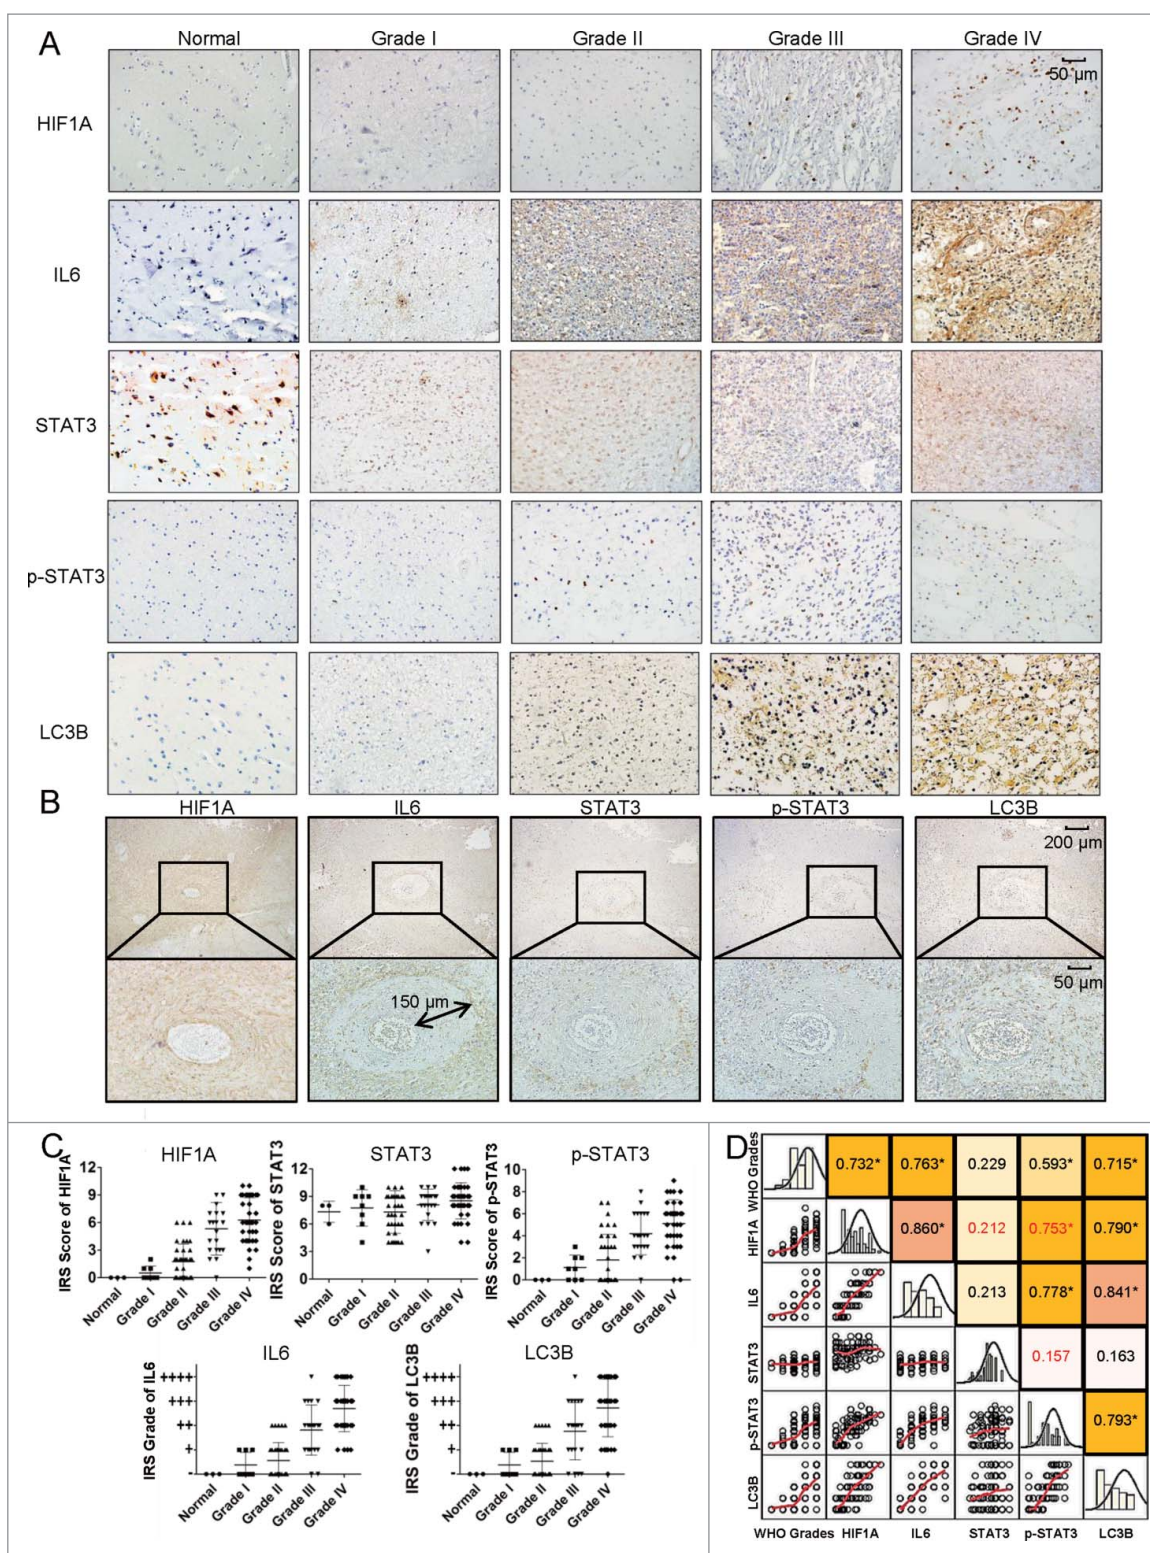 A
Normal Grade I Grade II Grade III Grade IV
50 μm
HIF1A
IL6
STAT3
p-STAT3
LC3B
B
HIF1A IL6 STAT3 p-STAT3 LC3B
200 μm
150 μm
50 μm
C
HIF1A
IRS Score of HIF1A
12
9
6
3
0
Normal Grade I Grade II Grade III Grade IV
STAT3
IRS Score of STAT3
12
10
8
6
4
2
0
Normal Grade I Grade II Grade III Grade IV
p-STAT3
IRS Score of p-STAT3
10
8
6
4
2
0
Normal Grade I Grade II Grade III Grade IV
IL6
IRS Grade of IL6
++++
+++
++
+
-
Normal Grade I Grade II Grade III Grade IV
LC3B
IRS Grade of LC3B
++++
+++
++
+
-
Normal Grade I Grade II Grade III Grade IV
D
WHO Grades 0.732* 0.763* 0.229 0.593* 0.715*
HIF1A 0.860* 0.212 0.753* 0.790*
IL6 0.213 0.778* 0.841*
STAT3 0.157 0.163
p-STAT3 0.793*
LC3B
WHO Grades HIF1A IL6 STAT3 p-STAT3 LC3B